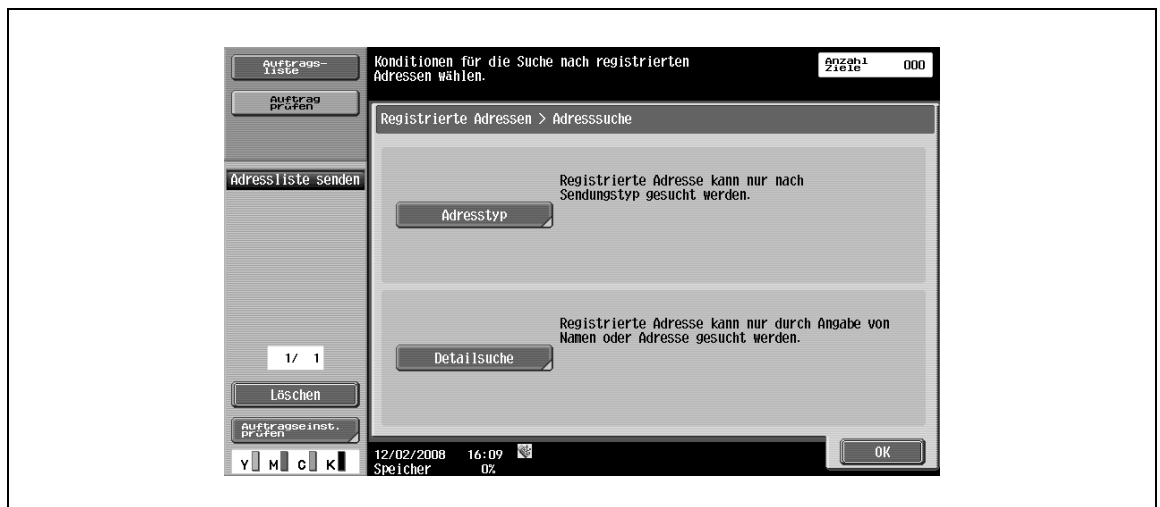 Auftrags-
liste
Auftrag
prüfen
Adressliste senden
1/ 1
Löschen
Auftragseinst.
prüfen
Y M C K
Konditionen für die Suche nach registrierten
Adressen wählen.
Anzahl
Ziele 000
Registrierte Adressen > Adresssuche
Adresstyp
Registrierte Adresse kann nur nach
Sendungstyp gesucht werden.
Detailsuche
Registrierte Adresse kann nur durch Angabe von
Namen oder Adresse gesucht werden.
12/02/2008 16:09
Speicher 0%
OK